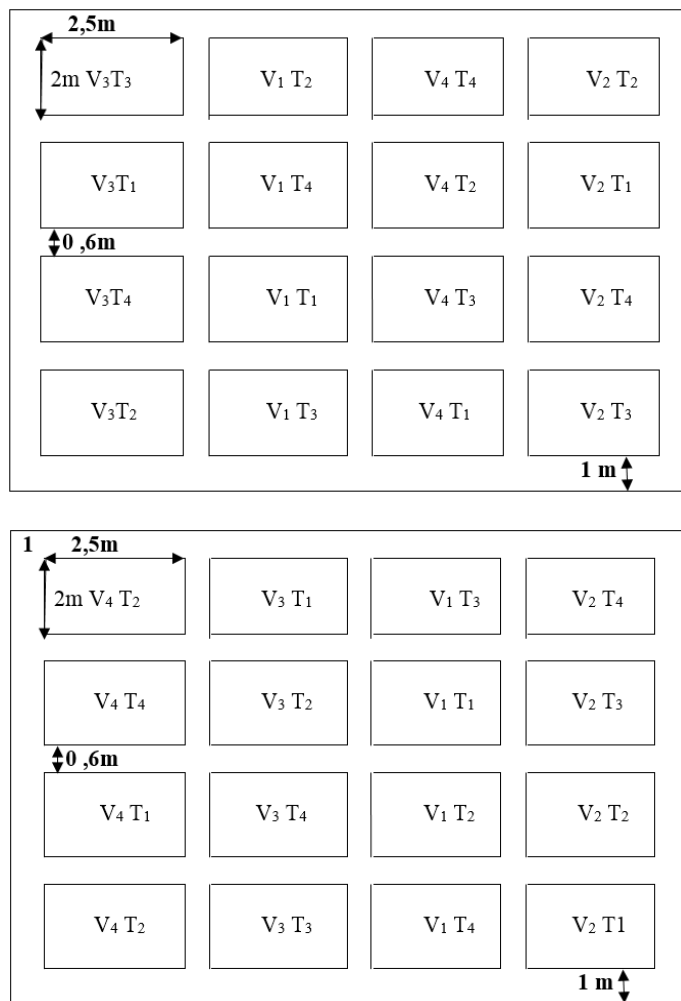 2,5m
2m V₃T₃ V₁ T₂ V₄ T₄ V₂ T₂
V₃T₁ V₁ T₄ V₄ T₂ V₂ T₁
0 ,6m
V₃T₄ V₁ T₁ V₄ T₃ V₂ T₄
V₃T₂ V₁ T₃ V₄ T₁ V₂ T₃
1 m
1 2,5m
2m V₄ T₂ V₃ T₁ V₁ T₃ V₂ T₄
V₄ T₄ V₃ T₂ V₁ T₁ V₂ T₃
0 ,6m
V₄ T₁ V₃ T₄ V₁ T₂ V₂ T₂
V₄ T₂ V₃ T₃ V₁ T₄ V₂ T1
1 m